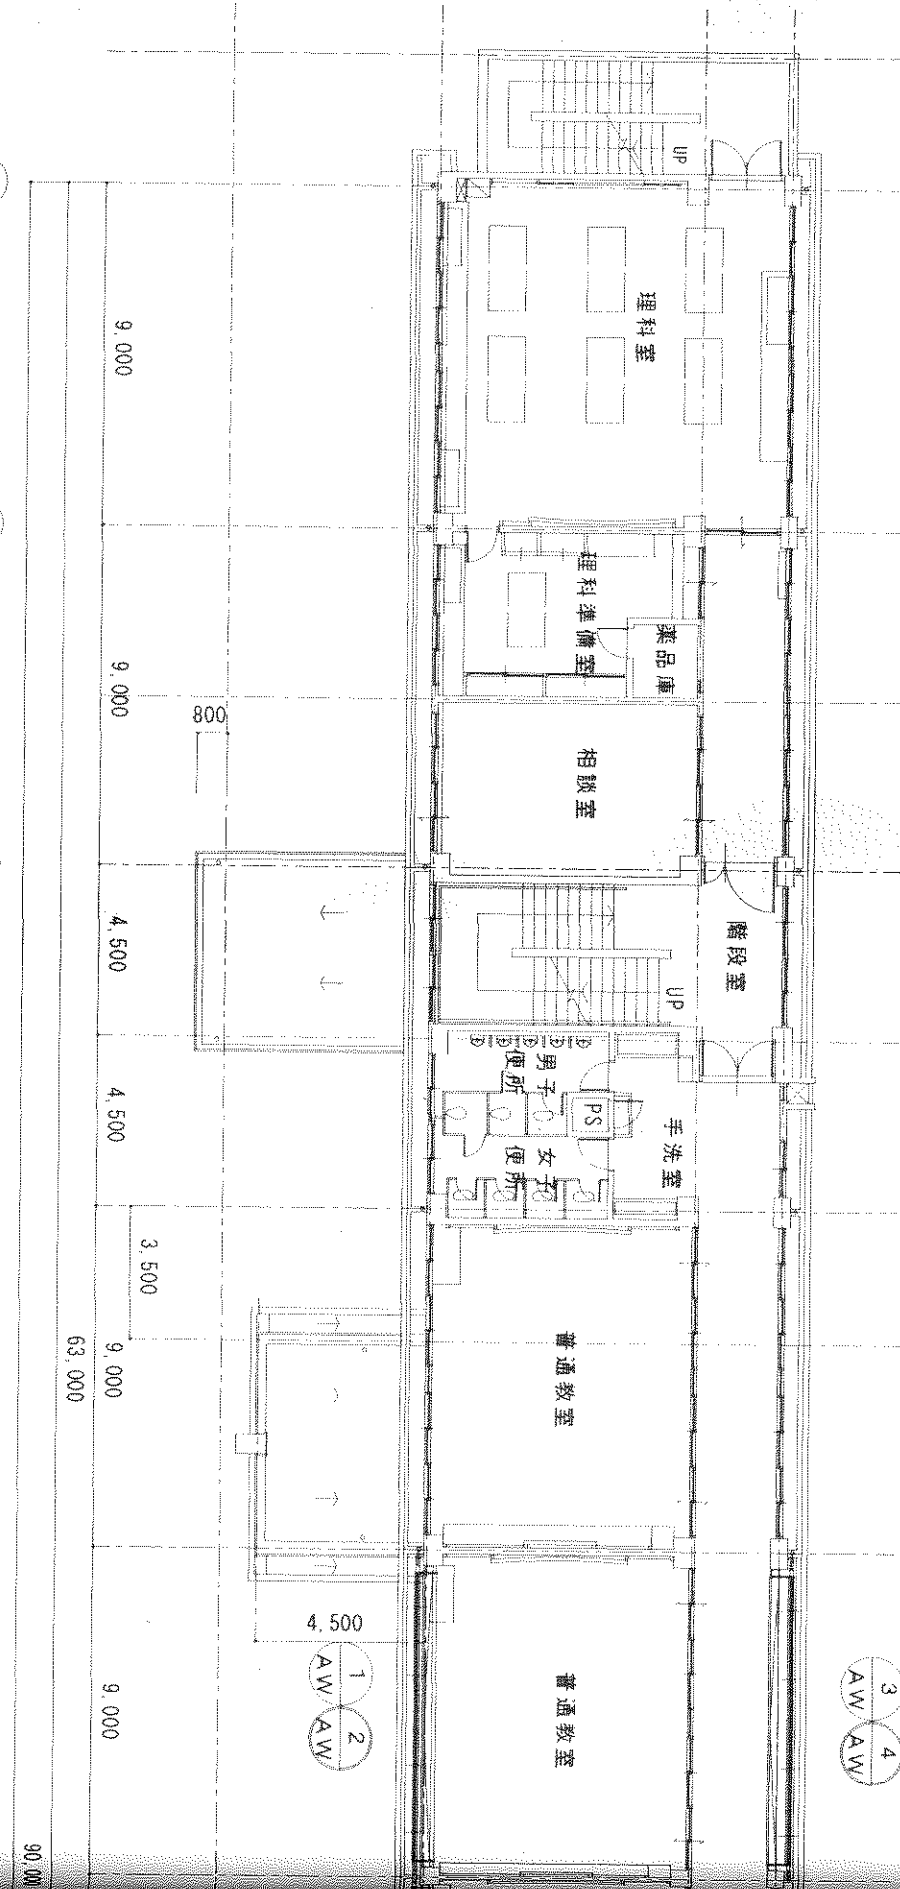 UP
理科室
理科準備室
薬品庫
相談室
階段室
UP
男子
便所
PS
女子
便所
手洗室
普通教室
普通教室
9,000
9,000
800
4,500
4,500
3,500
9,000
63,000
9,000
4,500
1
AW
2
AW
3
AW
4
AW